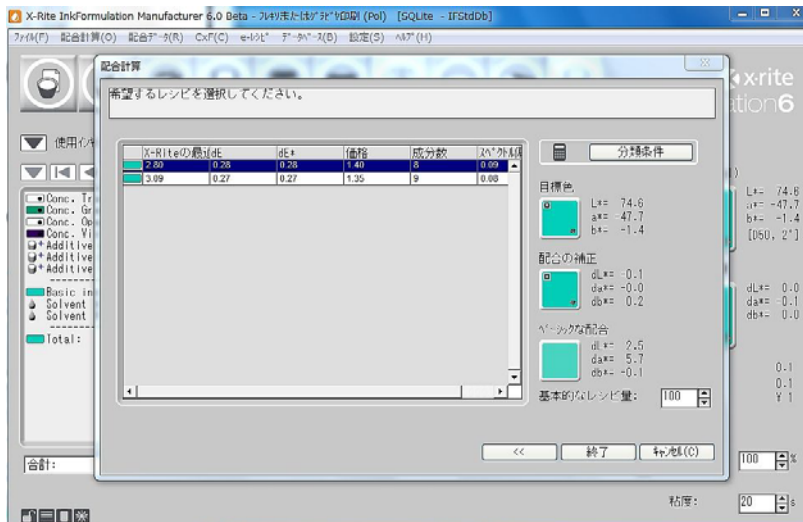 X-Rite InkFormulation Manufacturer 6.0 Beta - ﾌﾚｷｿまたはｸﾞﾗﾋﾞｱ印刷 (Pol) [SQLite - IFStdDb]
ﾌｧｲﾙ(F) 配合計算(O) 配合ﾃﾞｰﾀ(R) CxF(C) e-ﾚｼﾋﾟ ﾃﾞｰﾀﾍﾞｰｽ(B) 設定(S) ﾍﾙﾌﾟ(H)
配合計算
希望するレシピを選択してください。
x-rite
ation6
使用ｲﾝｷ
X-Riteの最適 dE dE* 価格 成分数 ｽﾍﾟｸﾄﾙ
2.80 0.28 0.28 1.40 8 0.09
3.09 0.27 0.27 1.35 9 0.08
分類条件
目標色
L*= 74.6
a*= -47.7
b*= -1.4
配合の補正
dL*= -0.1
da*= -0.0
db*= 0.2
ﾍﾞｰｼｯｸな配合
dL*= 2.5
da*= 5.7
db*= -0.1
基本的なレシピ量: 100
<< 終了 ｷｬﾝｾﾙ(C)
Conc. Tr
Conc. Gr
Conc. Op
Conc. Vi
Additive
Additive
Additive
Basic in
Solvent
Solvent
Total:
合計:
L*= 74.6
a*= -47.7
b*= -1.4
[D50, 2°]
dL*= 0.0
da*= -0.1
db*= 0.0
0.1
0.1
Y 1
100 %
粘度: 20 s